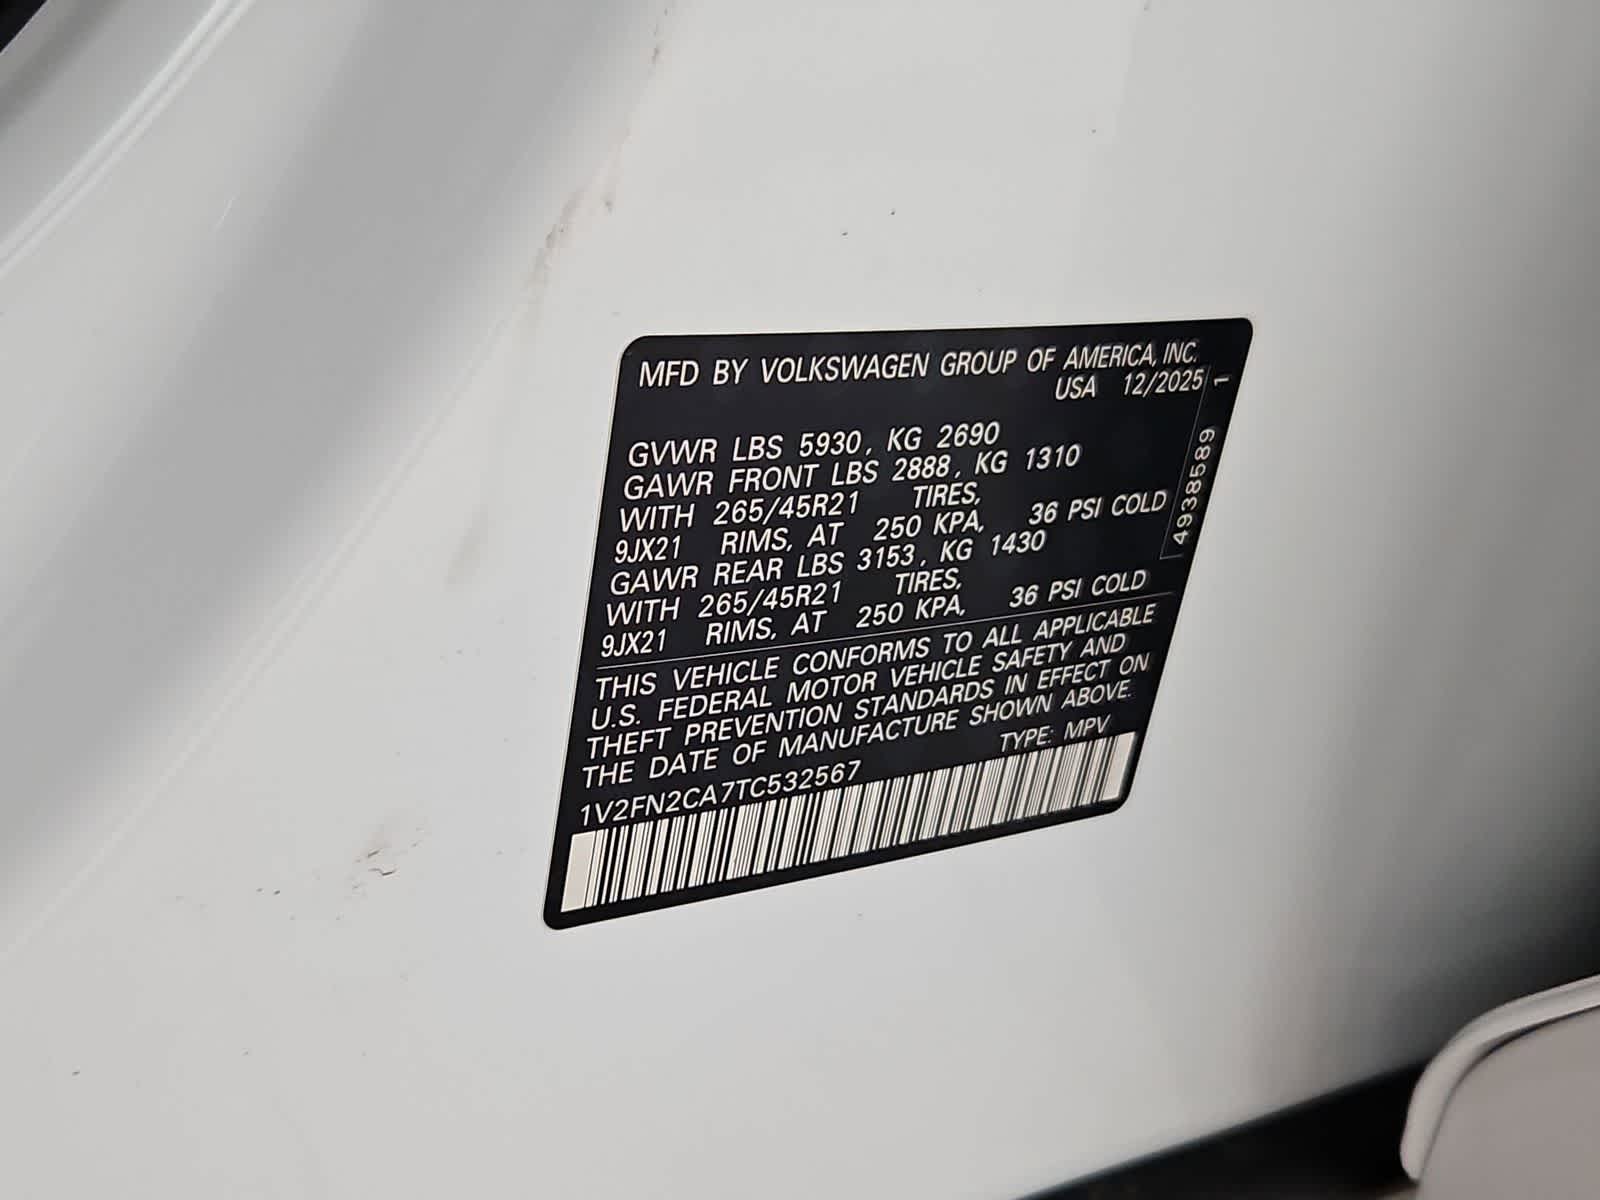 MFD BY VOLKSWAGEN GROUP OF AMERICA, INC.
USA 12/2025
GVWR LBS 5930, KG 2690
GAWR FRONT LBS 2888, KG 1310
WITH 265/45R21 TIRES,
9JX21 RIMS, AT 250 KPA, 36 PSI COLD
GAWR REAR LBS 3153, KG 1430
WITH 265/45R21 TIRES,
9JX21 RIMS, AT 250 KPA, 36 PSI COLD
THIS VEHICLE CONFORMS TO ALL APPLICABLE
U.S. FEDERAL MOTOR VEHICLE SAFETY AND
THEFT PREVENTION STANDARDS IN EFFECT ON
THE DATE OF MANUFACTURE SHOWN ABOVE.
1V2FN2CA7TC532567 TYPE: MPV
4938589 1